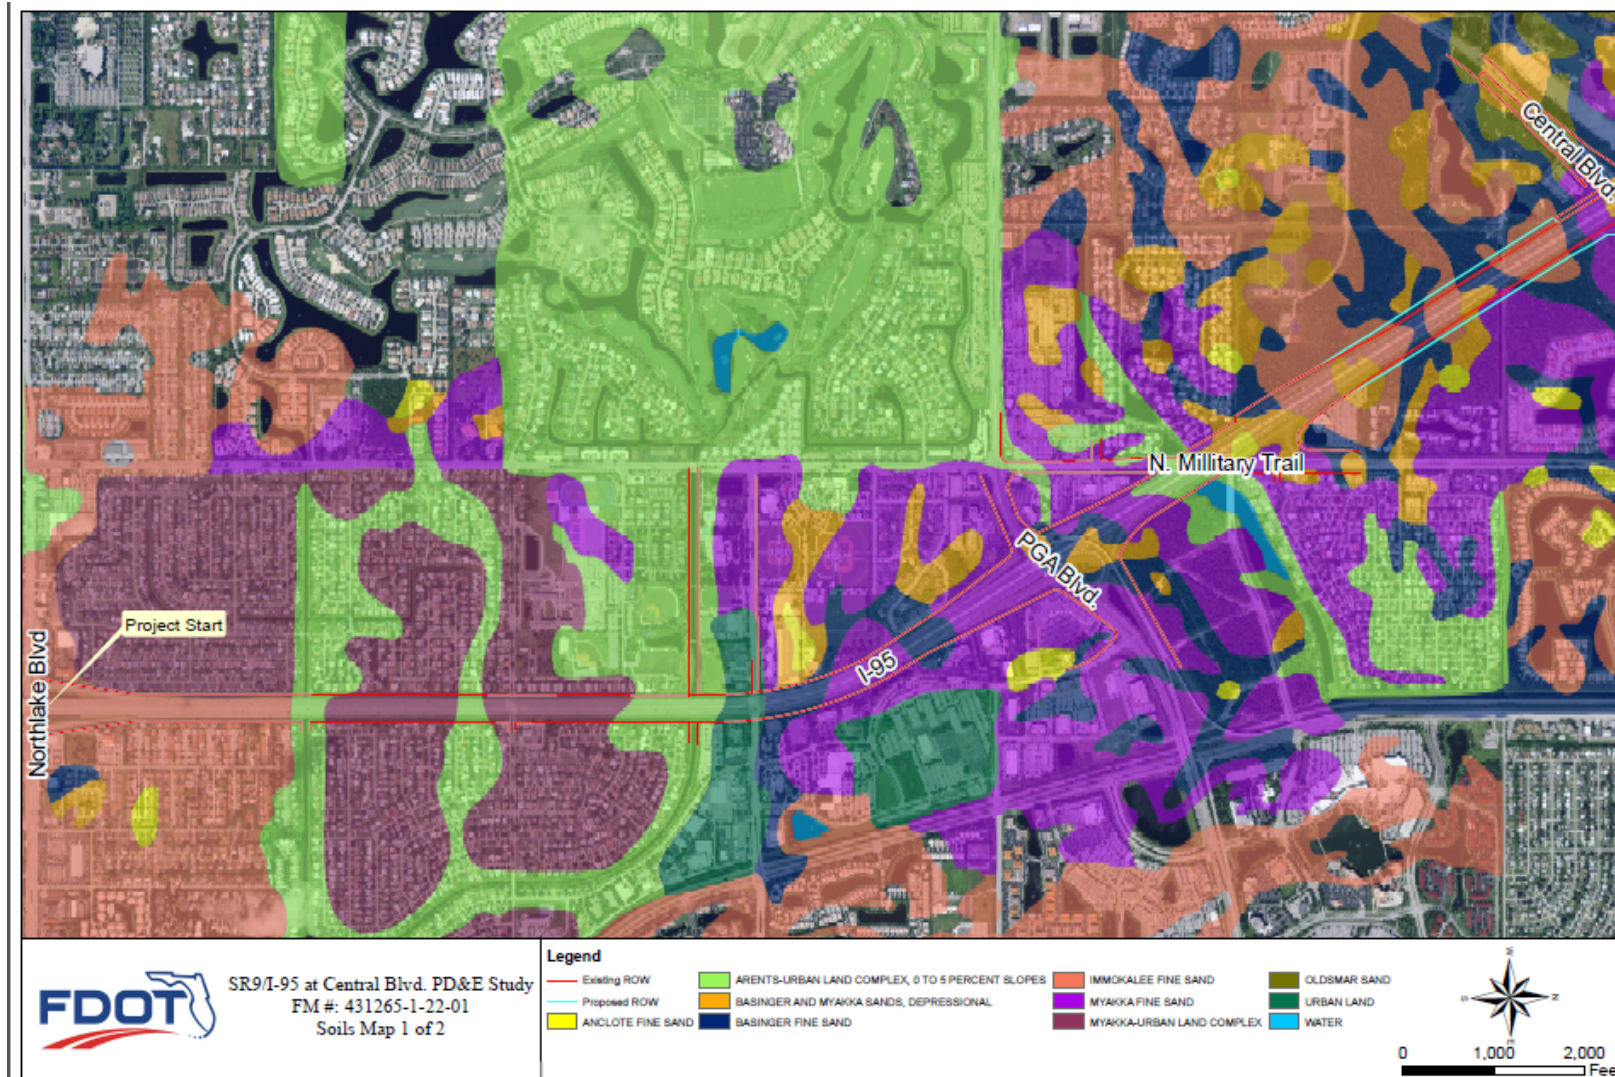 Central Blvd.
N. Millitary Trail
PGA Blvd.
I-95
Project Start
Northlake Blvd
FDOT
SR9/I-95 at Central Blvd. PD&E Study
FM #: 431265-1-22-01
Soils Map 1 of 2
Legend
Existing ROW
Proposed ROW
ANCLOTE FINE SAND
ARENTS-URBAN LAND COMPLEX, 0 TO 5 PERCENT SLOPES
BASINGER AND MYAKKA SANDS, DEPRESSIONAL
BASINGER FINE SAND
IMMOKALEE FINE SAND
MYAKKA FINE SAND
MYAKKA-URBAN LAND COMPLEX
OLDSMAR SAND
URBAN LAND
WATER
W
S
N
E
0 1,000 2,000
Fee